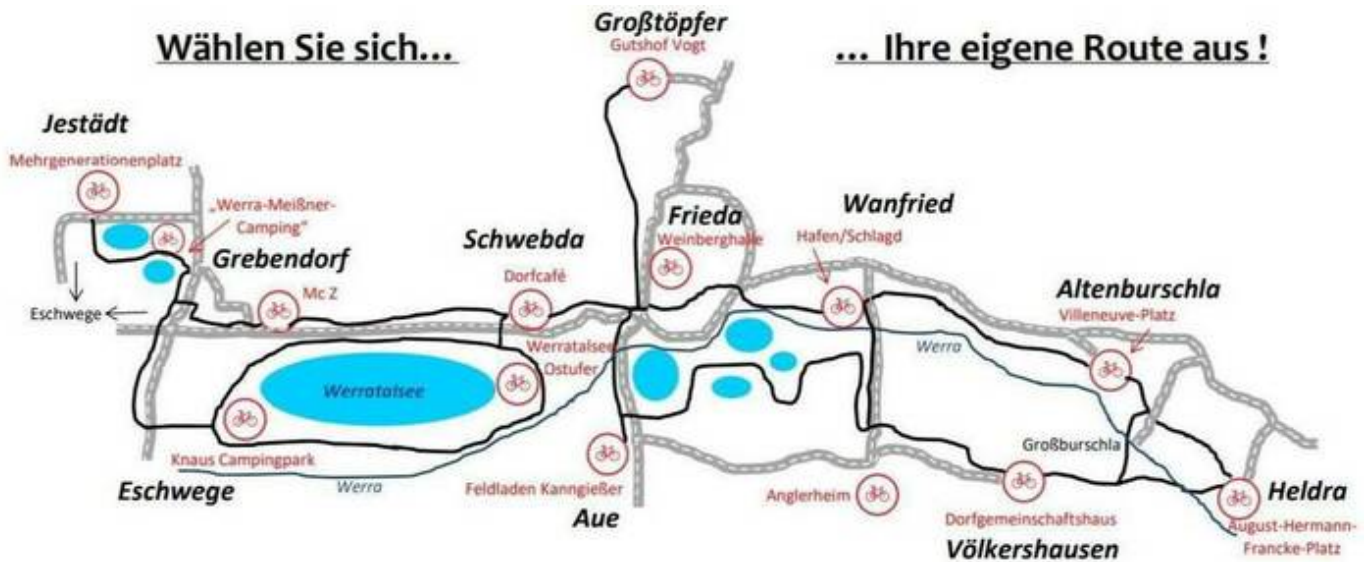 Wählen Sie sich...
... Ihre eigene Route aus !
Großtöpfer
Gutshof Vogt
Jestädt
Mehrgenerationenplatz
„Werra-Meißner-
Camping"
Grebendorf
Mc Z
Eschwege
Schwebda
Dorfcafé
Frieda
Weinberghalle
Wanfried
Hafen/Schlagd
Altenburschla
Villeneuve-Platz
Werratalsee
Ostufer
Werra
Werratalsee
Knaus Campingpark
Eschwege
Werra
Feldladen Kanngießer
Aue
Anglerheim
Großburschla
Dorfgemeinschaftshaus
Völkershausen
Heldra
August-Hermann-
Francke-Platz